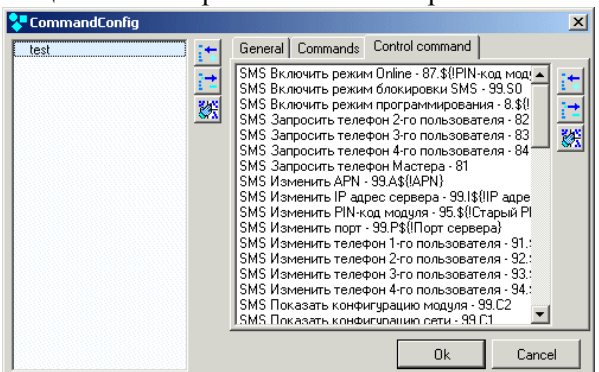 CommandConfig
test
General
Commands
Control command
SMS Включить режим Online - 87.${!PIN-код моду
SMS Включить режим блокировки SMS - 99.S0
SMS Включить режим программирования - 8.${!
SMS Запросить телефон 2-го пользователя - 82
SMS Запросить телефон 3-го пользователя - 83
SMS Запросить телефон 4-го пользователя - 84
SMS Запросить телефон Мастера - 81
SMS Изменить APN - 99.A${!APN}
SMS Изменить IP адрес сервера - 99.I${!IP адре
SMS Изменить PIN-код модуля - 95.${!Старый PI
SMS Изменить порт - 99.P${!Порт сервера}
SMS Изменить телефон 1-го пользователя - 91.
SMS Изменить телефон 2-го пользователя - 92.
SMS Изменить телефон 3-го пользователя - 93.
SMS Изменить телефон 4-го пользователя - 94.
SMS Показать конфигурацию модуля - 99.C2
SMS Показать конфигурацию сети - 99.C1
Ok
Cancel